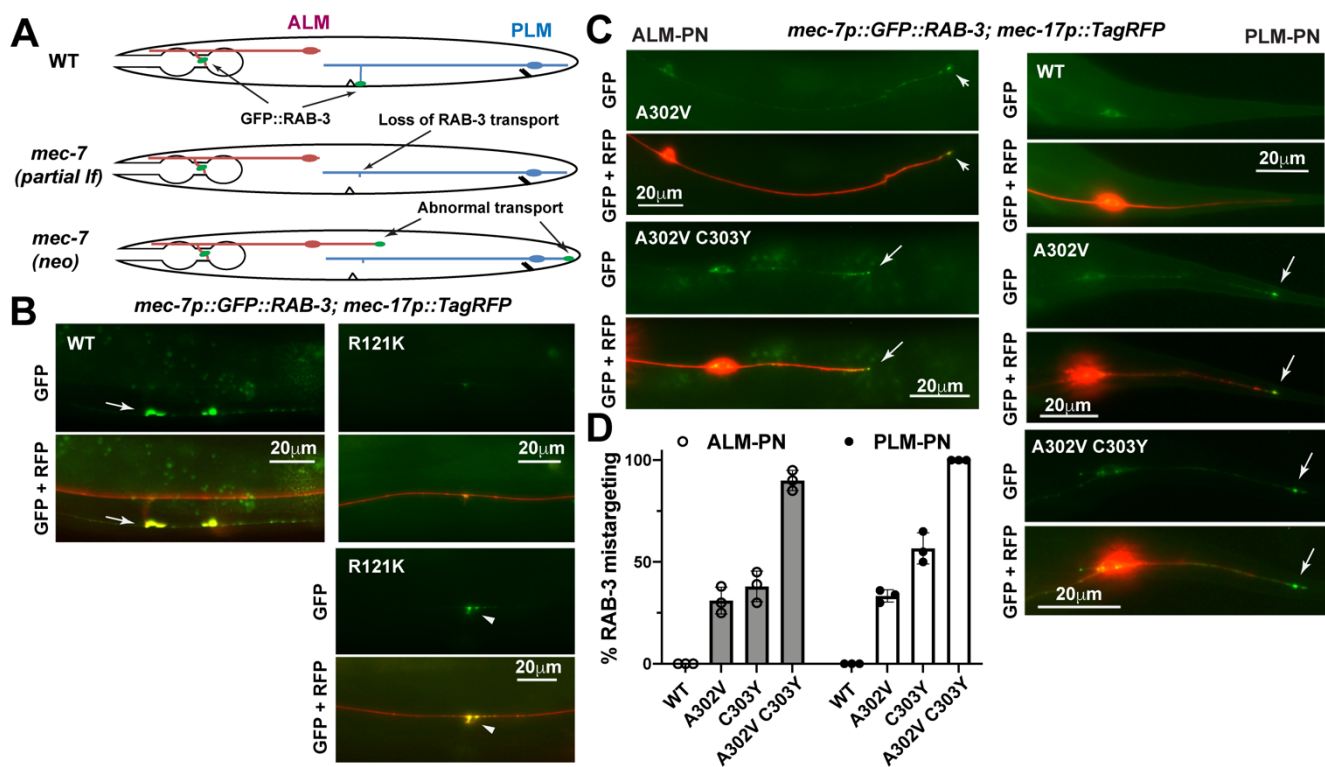 A
ALM
PLM
WT
GFP::RAB-3
Loss of RAB-3 transport
mec-7
(partial lf)
Abnormal transport
mec-7
(neo)
B
mec-7p::GFP::RAB-3; mec-17p::TagRFP
WT
GFP
GFP + RFP
20μm
R121K
GFP
GFP + RFP
20μm
R121K
GFP
GFP + RFP
20μm
C
mec-7p::GFP::RAB-3; mec-17p::TagRFP
ALM-PN
PLM-PN
GFP
A302V
GFP + RFP
20μm
A302V C303Y
GFP
GFP + RFP
20μm
WT
GFP
GFP + RFP
20μm
A302V
GFP
GFP + RFP
20μm
A302V C303Y
GFP
GFP + RFP
20μm
D
ALM-PN
PLM-PN
% RAB-3 mistargeting
100
50
0
WT
A302V
C303Y
A302V C303Y
WT
A302V
C303Y
A302V C303Y